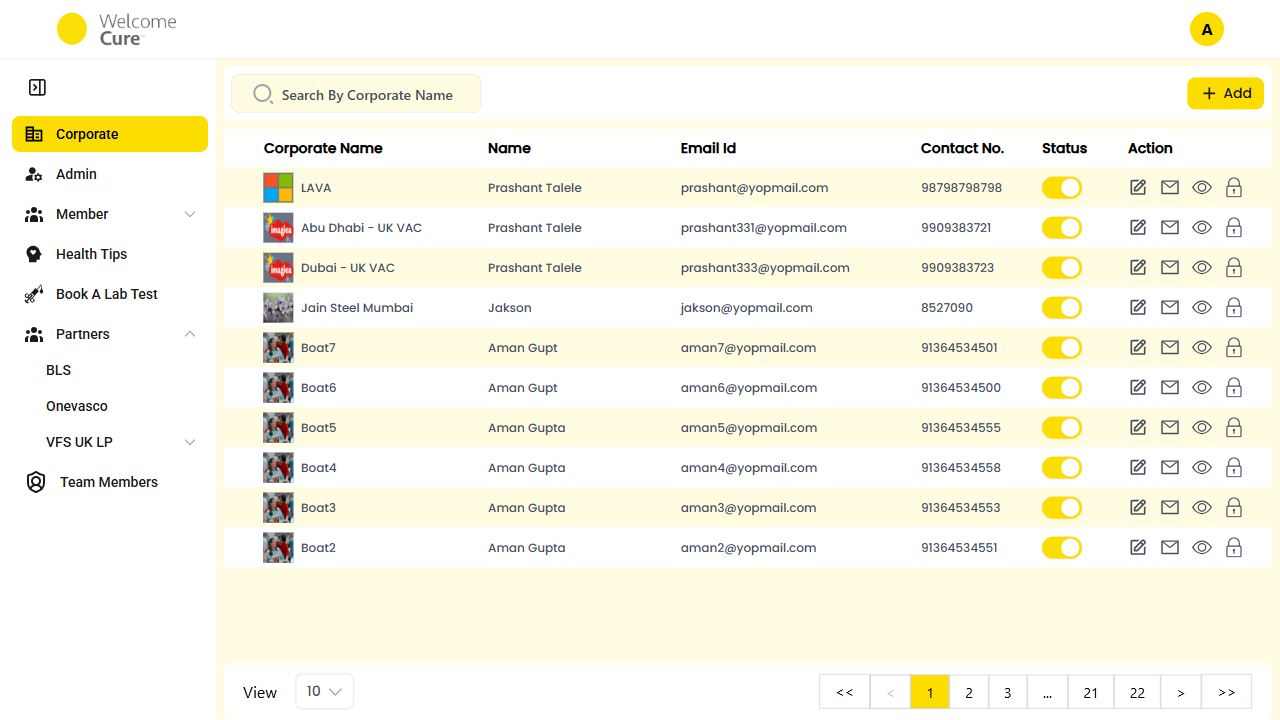 Welcome
Cure™
A
Search By Corporate Name
+ Add
Corporate
Admin
Member
Health Tips
Book A Lab Test
Partners
BLS
Onevasco
VFS UK LP
Team Members
Corporate Name Name Email Id Contact No. Status Action
LAVA Prashant Talele prashant@yopmail.com 98798798798
imagica Abu Dhabi - UK VAC Prashant Talele prashant331@yopmail.com 9909383721
imagica Dubai - UK VAC Prashant Talele prashant333@yopmail.com 9909383723
Jain Steel Mumbai Jakson jakson@yopmail.com 8527090
Boat7 Aman Gupt aman7@yopmail.com 91364534501
Boat6 Aman Gupt aman6@yopmail.com 91364534500
Boat5 Aman Gupta aman5@yopmail.com 91364534555
Boat4 Aman Gupta aman4@yopmail.com 91364534558
Boat3 Aman Gupta aman3@yopmail.com 91364534553
Boat2 Aman Gupta aman2@yopmail.com 91364534551
View 10 << < 1 2 3 ... 21 22 > >>